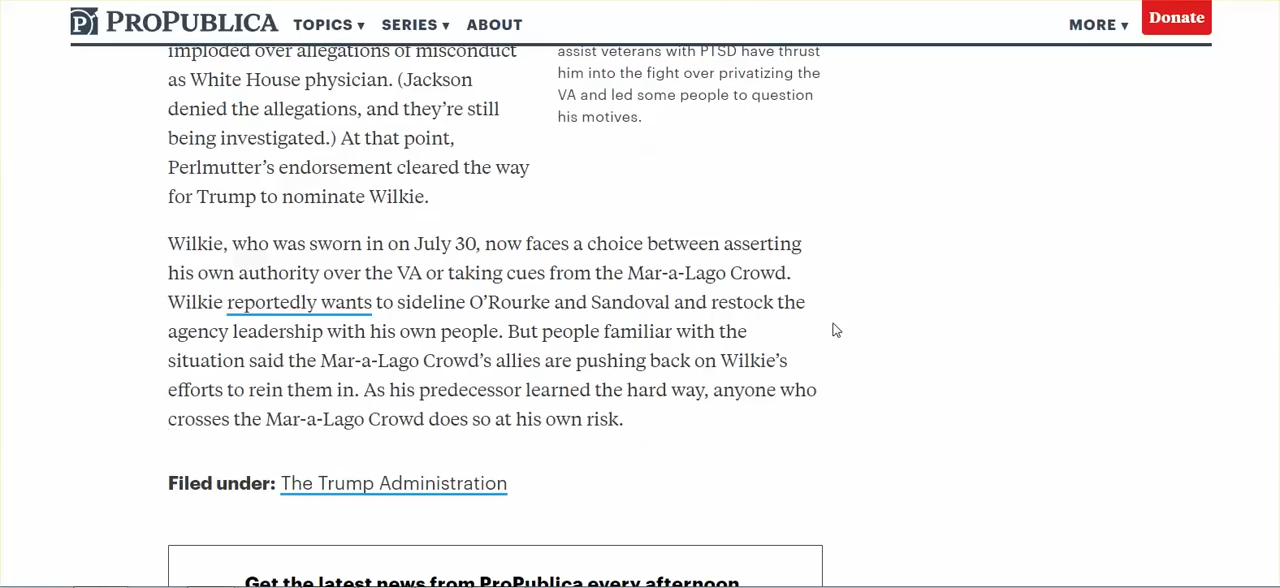 PROPUBLICA TOPICS ▾ SERIES ▾ ABOUT MORE ▾ Donate
imploded over allegations of misconduct
as White House physician. (Jackson
denied the allegations, and they’re still
being investigated.) At that point,
Perlmutter’s endorsement cleared the way
for Trump to nominate Wilkie.
assist veterans with PTSD have thrust
him into the fight over privatizing the
VA and led some people to question
his motives.
Wilkie, who was sworn in on July 30, now faces a choice between asserting
his own authority over the VA or taking cues from the Mar-a-Lago Crowd.
Wilkie reportedly wants to sideline O’Rourke and Sandoval and restock the
agency leadership with his own people. But people familiar with the
situation said the Mar-a-Lago Crowd’s allies are pushing back on Wilkie’s
efforts to rein them in. As his predecessor learned the hard way, anyone who
crosses the Mar-a-Lago Crowd does so at his own risk.
Filed under: The Trump Administration
Get the latest news from ProPublica every afternoon